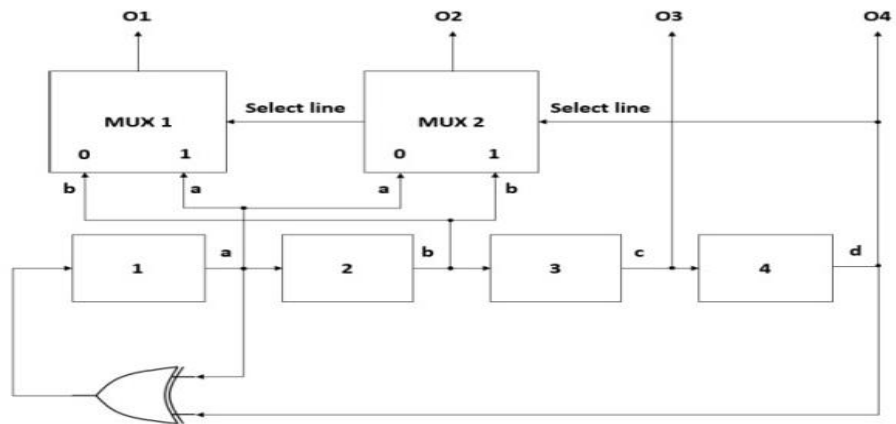 O1 O2 O3 O4
Select line Select line
MUX 1 MUX 2
0 1 0 1
b a a b
a b c d
1 2 3 4